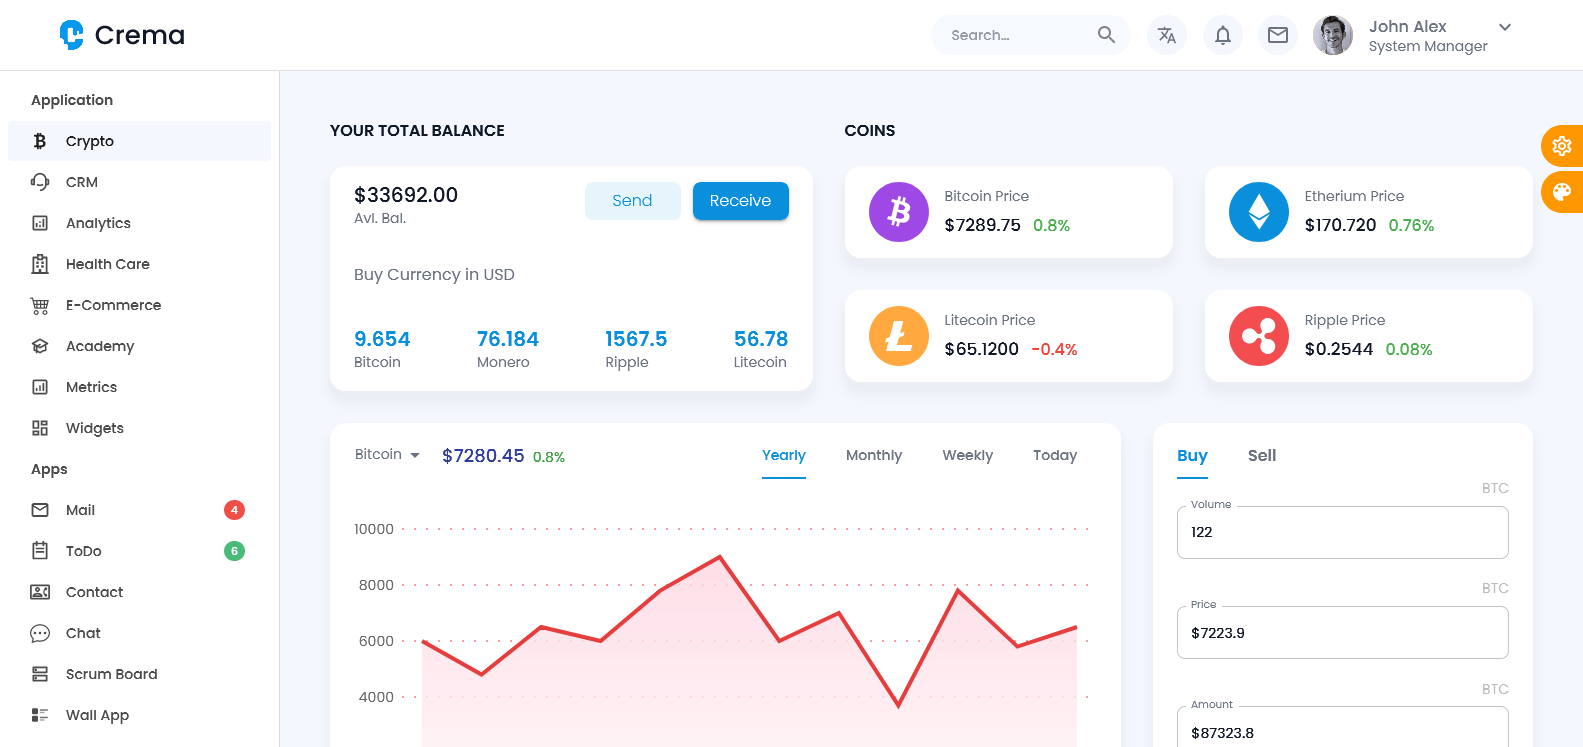 Crema
Search...
John Alex
System Manager
Application
Crypto
CRM
Analytics
Health Care
E-Commerce
Academy
Metrics
Widgets
Apps
Mail 4
ToDo 6
Contact
Chat
Scrum Board
Wall App
YOUR TOTAL BALANCE
$33692.00
Avl. Bal.
Send
Receive
Buy Currency in USD
9.654
Bitcoin
76.184
Monero
1567.5
Ripple
56.78
Litecoin
COINS
Bitcoin Price
$7289.75 0.8%
Etherium Price
$170.720 0.76%
Litecoin Price
$65.1200 -0.4%
Ripple Price
$0.2544 0.08%
Bitcoin $7280.45 0.8%
Yearly Monthly Weekly Today
10000
8000
6000
4000
Buy Sell
BTC
Volume
122
BTC
Price
$7223.9
BTC
Amount
$87323.8